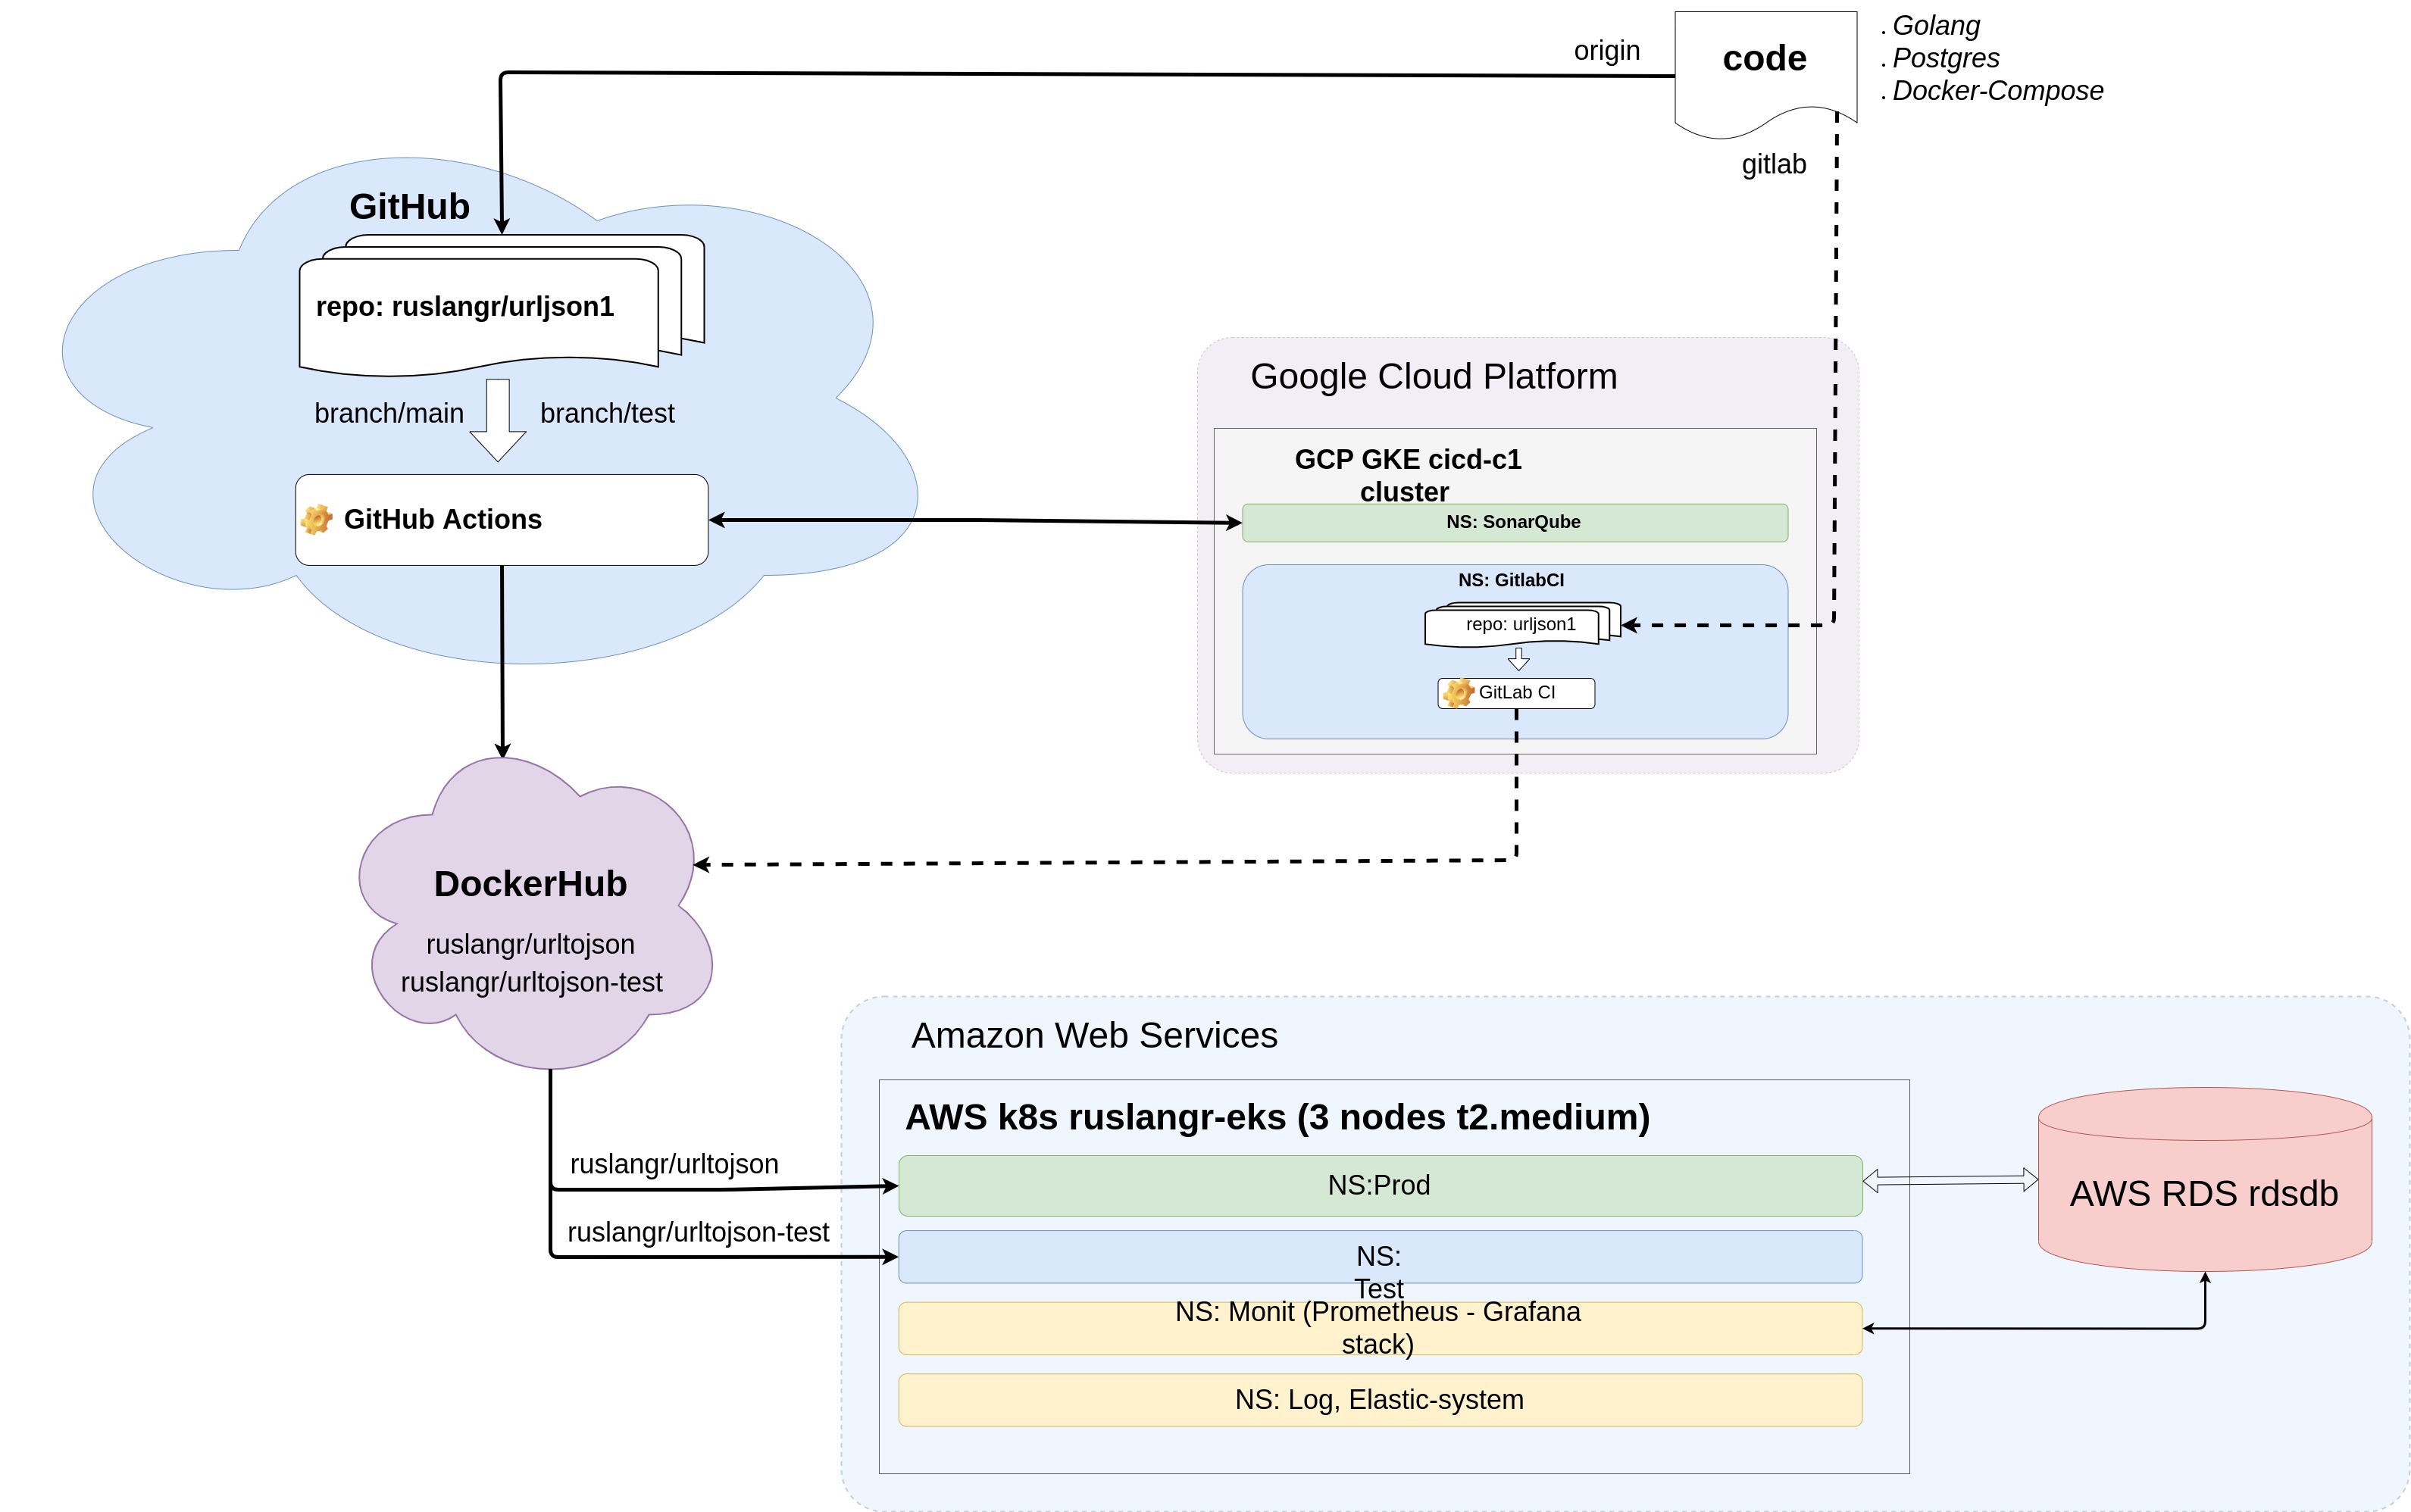 origin
code
. Golang
. Postgres
. Docker-Compose
gitlab
GitHub
repo: ruslangr/urljson1
branch/main
branch/test
GitHub Actions
Google Cloud Platform
GCP GKE cicd-c1
cluster
NS: SonarQube
NS: GitlabCI
repo: urljson1
GitLab CI
DockerHub
ruslangr/urltojson
ruslangr/urltojson-test
ruslangr/urltojson
ruslangr/urltojson-test
Amazon Web Services
AWS k8s ruslangr-eks (3 nodes t2.medium)
NS:Prod
NS:
Test
NS: Monit (Prometheus - Grafana
stack)
NS: Log, Elastic-system
AWS RDS rdsdb